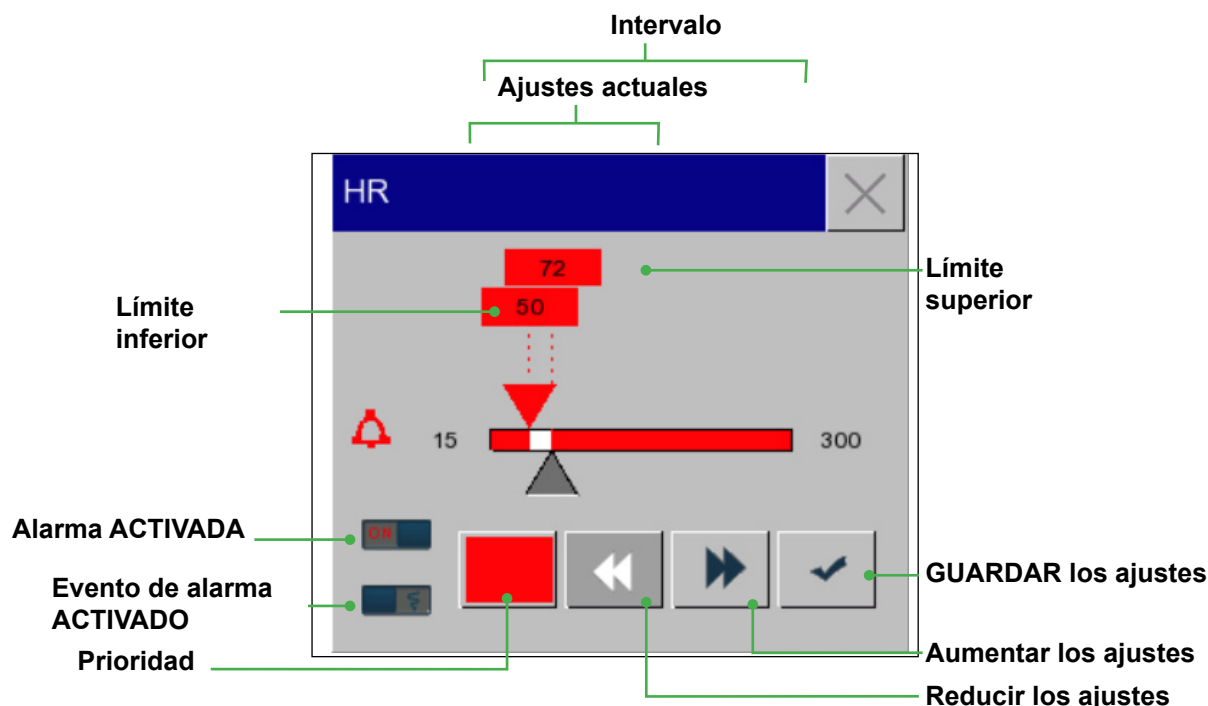 Intervalo
Ajustes actuales
HR
72
Límite
superior
50
Límite
inferior
15
300
Alarma ACTIVADA
ON
Evento de alarma
ACTIVADO
GUARDAR los ajustes
Prioridad
Aumentar los ajustes
Reducir los ajustes